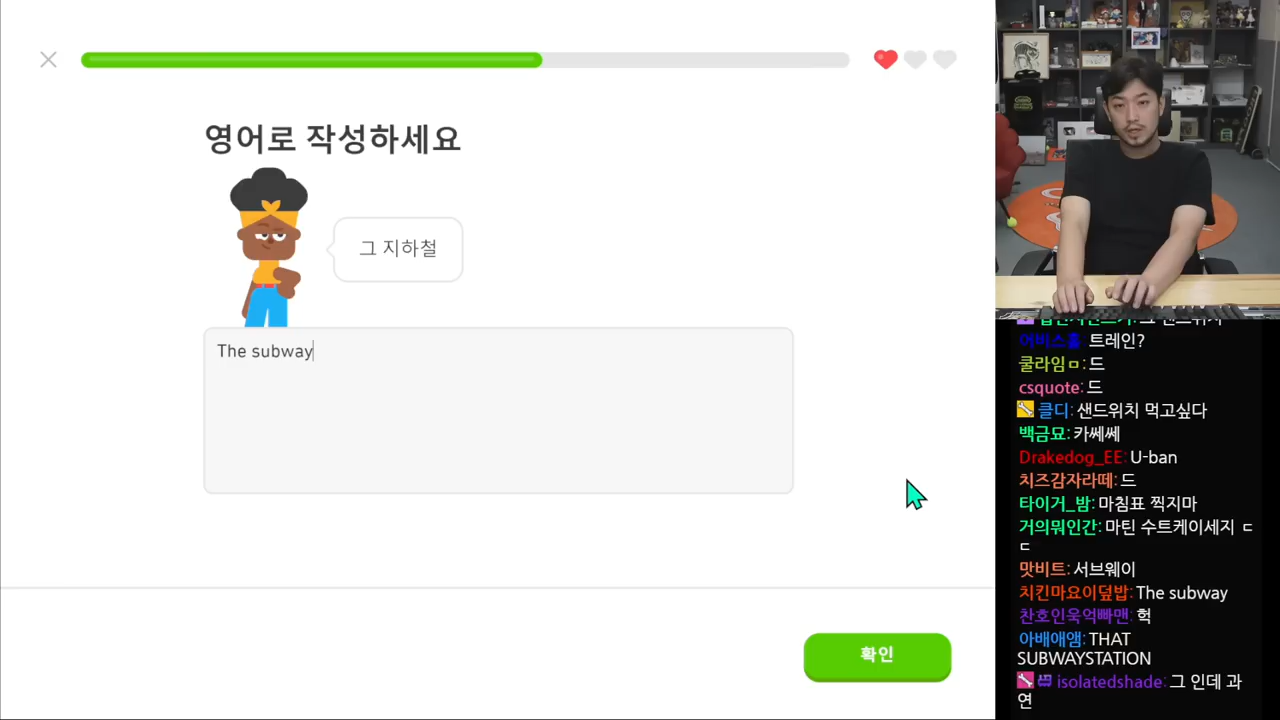 영어로 작성하세요
그 지하철
The subway
확인
어비스홀: 트레인?
쿨라임ㅁ: 드
csquote: 드
클디: 샌드위치 먹고싶다
백금묘: 카쎄쎄
Drakedog_EE: U-ban
치즈감자라떼: 드
타이거_밤: 마침표 찍지마
거의뭐인간: 마틴 수트케이세지 ㄷ
ㄷ
맛비트: 서브웨이
치킨마요이덮밥: The subway
찬호인욱억빠맨: 헉
아배애앰: THAT
SUBWAYSTATION
isolatedshade: 그 인데 과
연